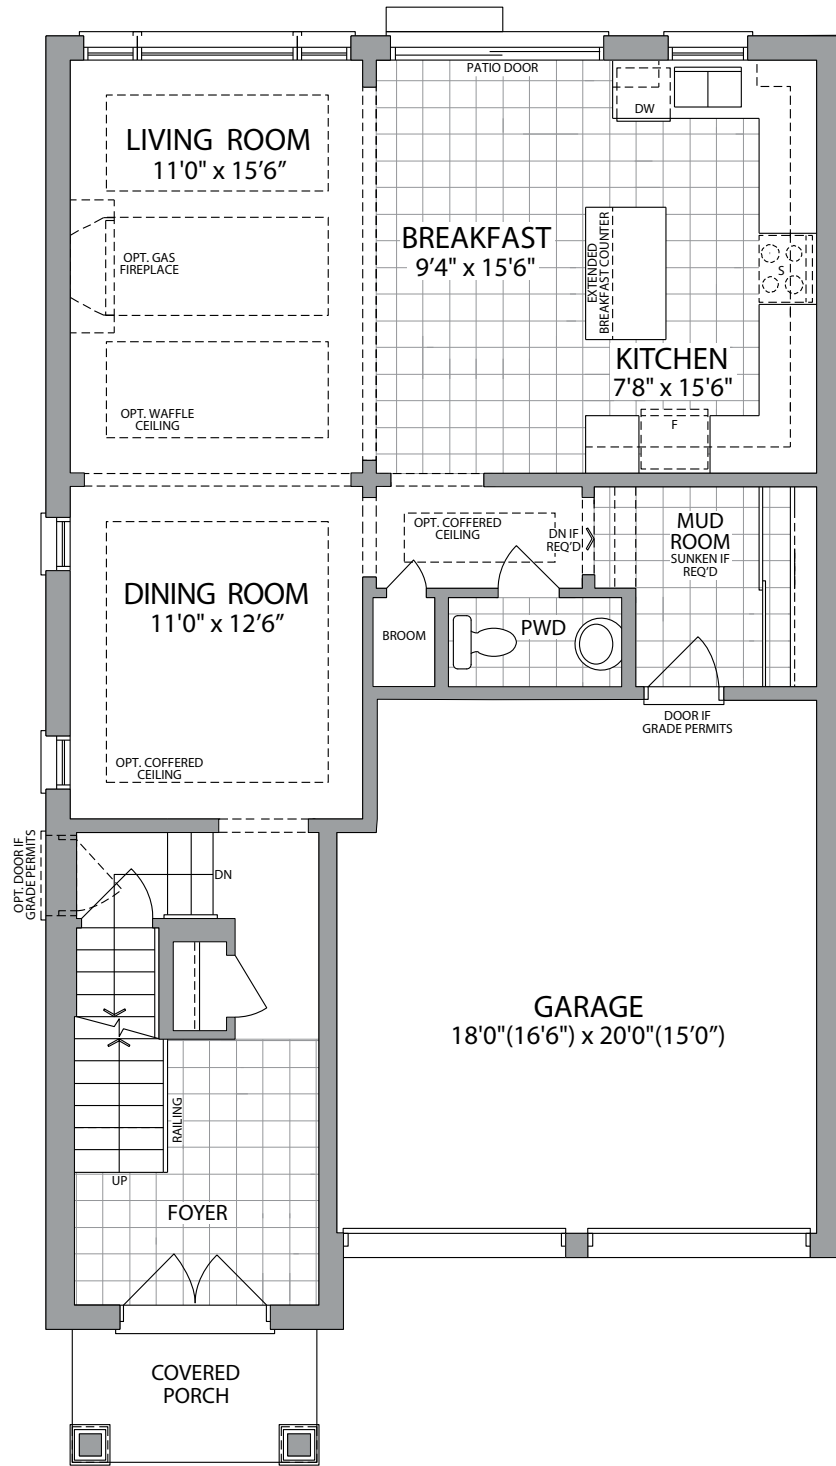 PATIO DOOR
DW
LIVING ROOM
11'0" x 15'6"
OPT. GAS
FIREPLACE
OPT. WAFFLE
CEILING
BREAKFAST
9'4" x 15'6"
EXTENDED
BREAKFAST COUNTER
S
KITCHEN
7'8" x 15'6"
F
OPT. COFFERED
CEILING
DN IF
REQ'D
MUD
ROOM
SUNKEN IF
REQ'D
DINING ROOM
11'0" x 12'6"
BROOM
PWD
DOOR IF
GRADE PERMITS
OPT. COFFERED
CEILING
OPT. DOOR IF
GRADE PERMITS
DN
GARAGE
18'0"(16'6") x 20'0"(15'0")
RAILING
UP
FOYER
COVERED
PORCH